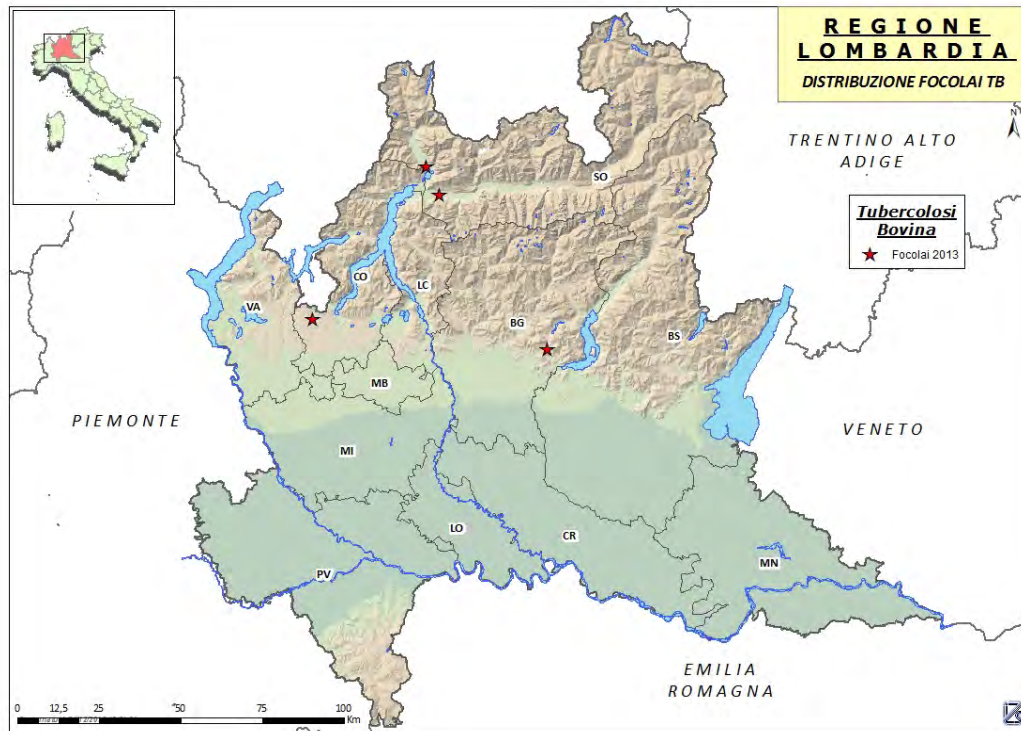 REGIONE
LOMBARDIA
DISTRIBUZIONE FOCOLAI TB
N
TRENTINO ALTO
ADIGE
Tubercolosi
Bovina
Focolai 2013
SO
CO
LC
VA
BG
BS
MB
PIEMONTE
VENETO
MI
LO
CR
MN
PV
EMILIA
ROMAGNA
0 12,5 25 50 75 100
Km